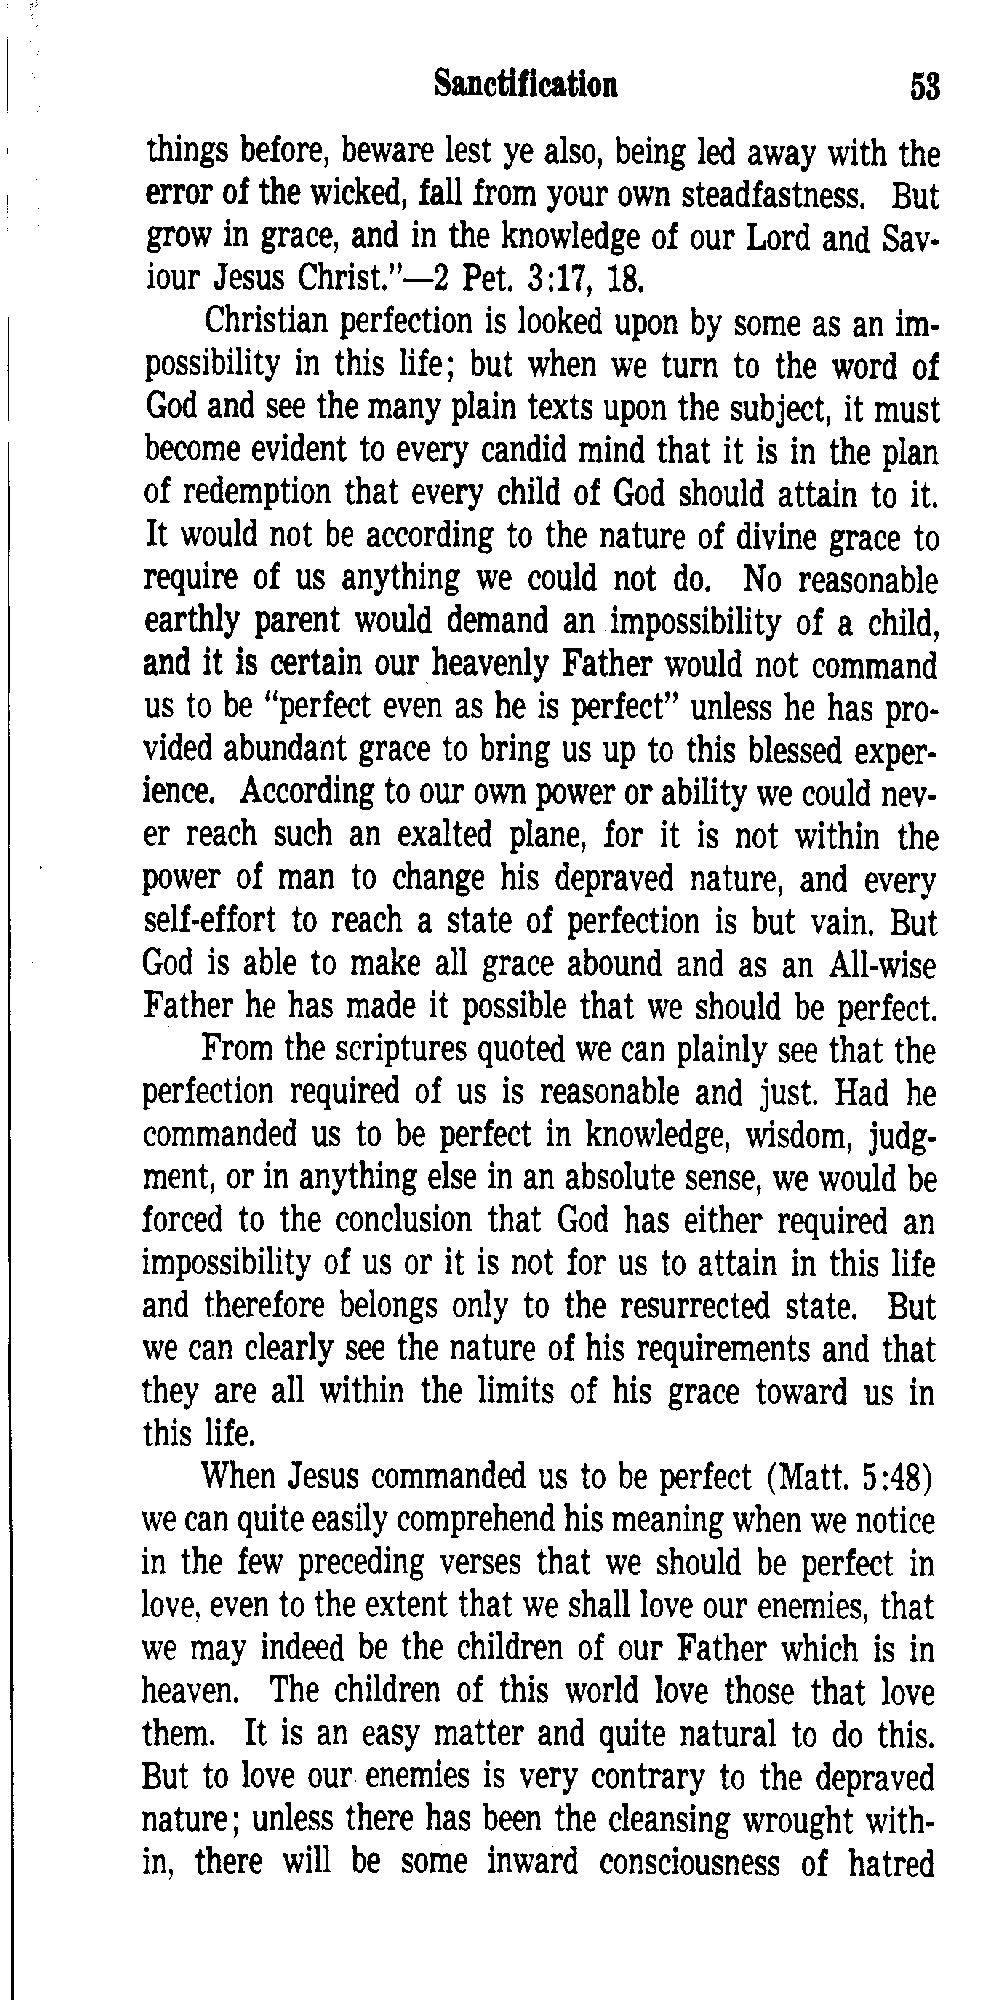 Sanctification 53
things before, beware lest ye also, being led away with the
error of the wicked, fall from your own steadfastness. But
grow in grace, and in the knowledge of our Lord and Sav-
iour Jesus Christ."—2 Pet. 3:17, 18.
Christian perfection is looked upon by some as an im-
possibility in this life; but when we turn to the word of
God and see the many plain texts upon the subject, it must
become evident to every candid mind that it is in the plan
of redemption that every child of God should attain to it.
It would not be according to the nature of divine grace to
require of us anything we could not do. No reasonable
earthly parent would demand an impossibility of a child,
and it is certain our heavenly Father would not command
us to be "perfect even as he is perfect" unless he has pro-
vided abundant grace to bring us up to this blessed exper-
ience. According to our own power or ability we could nev-
er reach such an exalted plane, for it is not within the
power of man to change his depraved nature, and every
self-effort to reach a state of perfection is but vain. But
God is able to make all grace abound and as an All-wise
Father he has made it possible that we should be perfect.
From the scriptures quoted we can plainly see that the
perfection required of us is reasonable and just. Had he
commanded us to be perfect in knowledge, wisdom, judg-
ment, or in anything else in an absolute sense, we would be
forced to the conclusion that God has either required an
impossibility of us or it is not for us to attain in this life
and therefore belongs only to the resurrected state. But
we can clearly see the nature of his requirements and that
they are all within the limits of his grace toward us in
this life.
When Jesus commanded us to be perfect (Matt. 5:48)
we can quite easily comprehend his meaning when we notice
in the few preceding verses that we should be perfect in
love, even to the extent that we shall love our enemies, that
we may indeed be the children of our Father which is in
heaven. The children of this world love those that love
them. It is an easy matter and quite natural to do this.
But to love our enemies is very contrary to the depraved
nature; unless there has been the cleansing wrought with-
in, there will be some inward consciousness of hatred